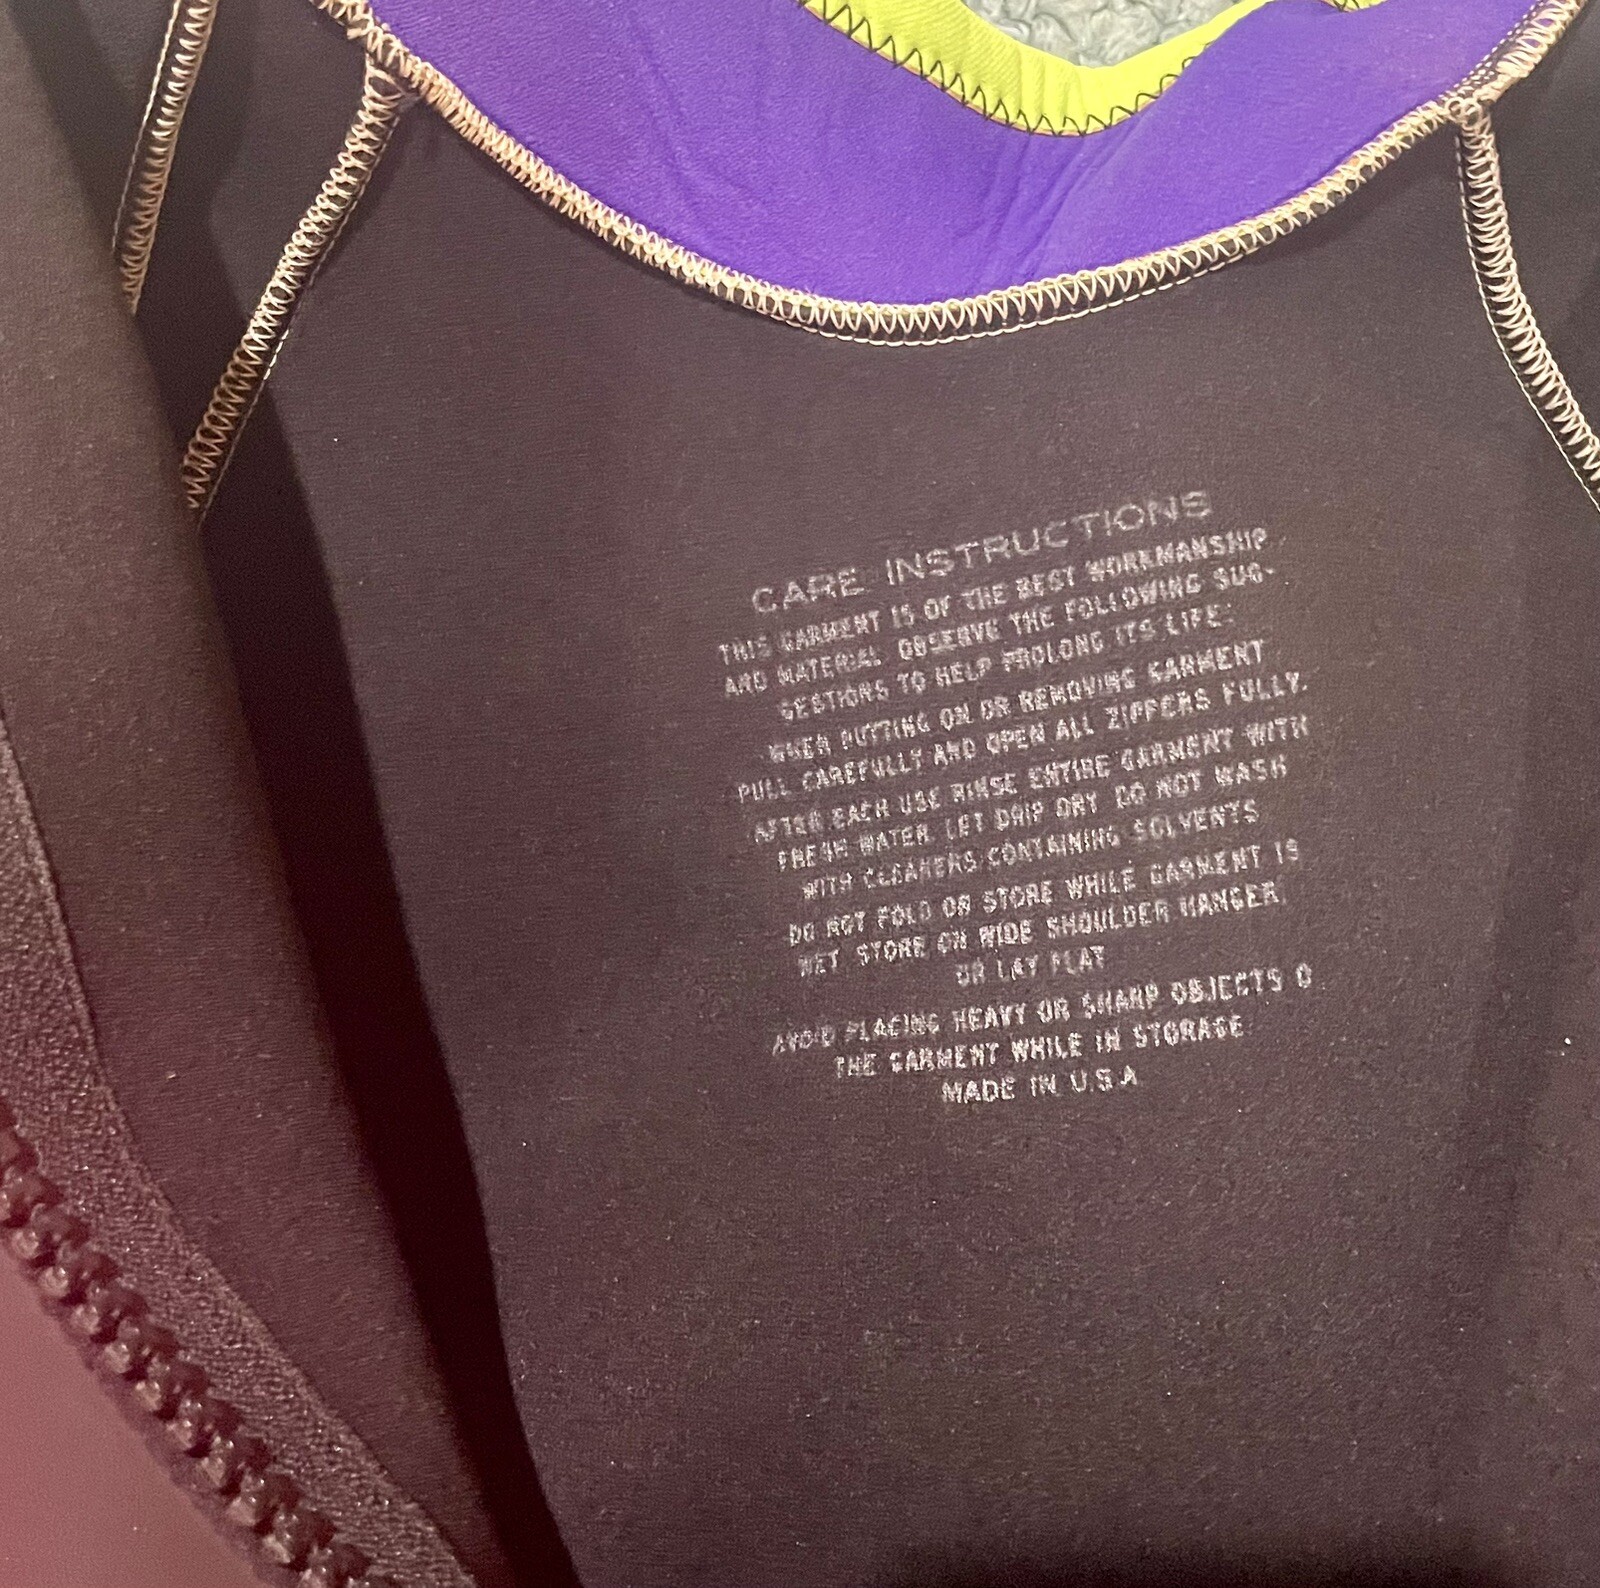 CARE INSTRUCTIONS
THIS GARMENT IS OF THE BEST WORKMANSHIP
AND MATERIAL OBSERVE THE FOLLOWING SUG-
GESTIONS TO HELP PROLONG ITS LIFE:
WHEN PUTTING ON OR REMOVING GARMENT
PULL CAREFULLY AND OPEN ALL ZIPPERS FULLY.
AFTER EACH USE RINSE ENTIRE GARMENT WITH
FRESH WATER LET DRIP DRY DO NOT WASH
WITH CLEANERS CONTAINING SOLVENTS
DO NOT FOLD OR STORE WHILE GARMENT IS
WET STORE ON WIDE SHOULDER HANGER.
OR LAY FLAT
AVOID PLACING HEAVY OR SHARP OBJECTS O
THE GARMENT WHILE IN STORAGE
MADE IN U.S.A